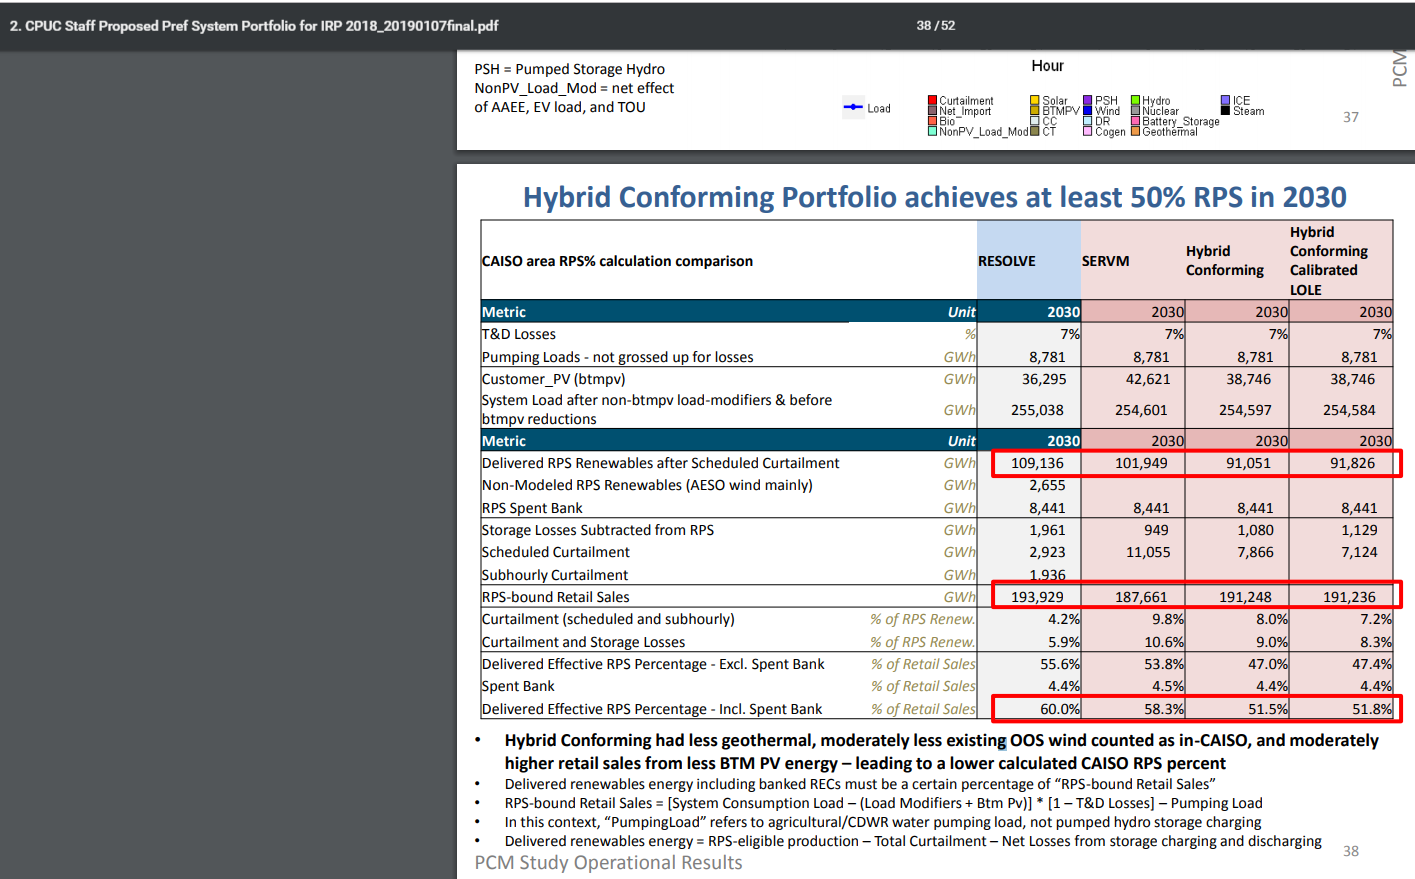 2. CPUC Staff Proposed Pref System Portfolio for IRP 2018_20190107final.pdf
38 / 52
PSH = Pumped Storage Hydro
NonPV_Load_Mod = net effect
of AAEE, EV load, and TOU
Hour
PCM
Load
Curtailment Solar PSH Hydro ICE
Net_Import BTMPV Wind Nuclear Steam
Bio CC DR Battery_Storage
NonPV_Load_Mod CT Cogen Geothermal
37
Hybrid Conforming Portfolio achieves at least 50% RPS in 2030
CAISO area RPS% calculation comparison RESOLVE SERVM Hybrid Conforming Hybrid Conforming Calibrated LOLE
Metric Unit 2030 2030 2030 2030
T&D Losses % 7% 7% 7% 7%
Pumping Loads - not grossed up for losses GWh 8,781 8,781 8,781 8,781
Customer_PV (btmpv) GWh 36,295 42,621 38,746 38,746
System Load after non-btmpv load-modifiers & before
btmpv reductions GWh 255,038 254,601 254,597 254,584
Metric Unit 2030 2030 2030 2030
Delivered RPS Renewables after Scheduled Curtailment GWh 109,136 101,949 91,051 91,826
Non-Modeled RPS Renewables (AESO wind mainly) GWh 2,655
RPS Spent Bank GWh 8,441 8,441 8,441 8,441
Storage Losses Subtracted from RPS GWh 1,961 949 1,080 1,129
Scheduled Curtailment GWh 2,923 11,055 7,866 7,124
Subhourly Curtailment GWh 1,936
RPS-bound Retail Sales GWh 193,929 187,661 191,248 191,236
Curtailment (scheduled and subhourly) % of RPS Renew. 4.2% 9.8% 8.0% 7.2%
Curtailment and Storage Losses % of RPS Renew. 5.9% 10.6% 9.0% 8.3%
Delivered Effective RPS Percentage - Excl. Spent Bank % of Retail Sales 55.6% 53.8% 47.0% 47.4%
Spent Bank % of Retail Sales 4.4% 4.5% 4.4% 4.4%
Delivered Effective RPS Percentage - Incl. Spent Bank % of Retail Sales 60.0% 58.3% 51.5% 51.8%
• Hybrid Conforming had less geothermal, moderately less existing OOS wind counted as in-CAISO, and moderately
higher retail sales from less BTM PV energy – leading to a lower calculated CAISO RPS percent
• Delivered renewables energy including banked RECs must be a certain percentage of “RPS-bound Retail Sales”
• RPS-bound Retail Sales = [System Consumption Load – (Load Modifiers + Btm Pv)] * [1 – T&D Losses] – Pumping Load
• In this context, “PumpingLoad” refers to agricultural/CDWR water pumping load, not pumped hydro storage charging
• Delivered renewables energy = RPS-eligible production – Total Curtailment – Net Losses from storage charging and discharging
PCM Study Operational Results
38